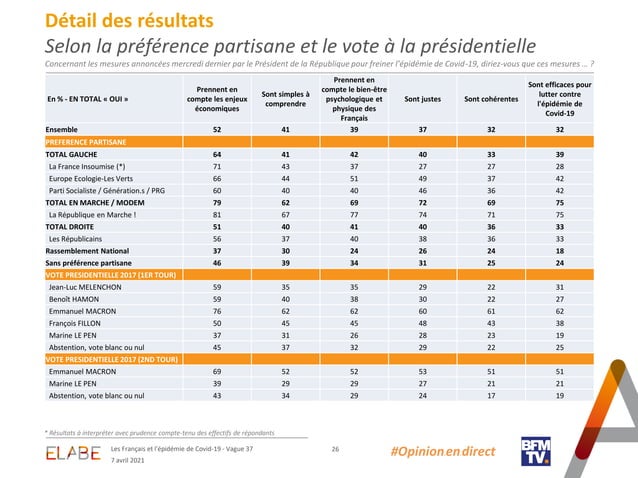 Détail des résultats
Selon la préférence partisane et le vote à la présidentielle
Concernant les mesures annoncées mercredi dernier par le Président de la République pour freiner l'épidémie de Covid-19, diriez-vous que ces mesures … ?
En % - EN TOTAL « OUI » Prennent en compte les enjeux économiques Sont simples à comprendre Prennent en compte le bien-être psychologique et physique des Français Sont justes Sont cohérentes Sont efficaces pour lutter contre l'épidémie de Covid-19
Ensemble 52 41 39 37 32 32
PREFERENCE PARTISANE
TOTAL GAUCHE 64 41 42 40 33 39
La France Insoumise (*) 71 43 37 27 27 28
Europe Ecologie-Les Verts 66 44 51 49 37 42
Parti Socialiste / Génération.s / PRG 60 40 40 46 36 42
TOTAL EN MARCHE / MODEM 79 62 69 72 69 75
La République en Marche ! 81 67 77 74 71 75
TOTAL DROITE 51 40 41 40 36 33
Les Républicains 56 37 40 38 36 33
Rassemblement National 37 30 24 26 24 18
Sans préférence partisane 46 39 34 31 25 24
VOTE PRESIDENTIELLE 2017 (1ER TOUR)
Jean-Luc MELENCHON 59 35 35 29 22 31
Benoît HAMON 59 40 38 30 22 27
Emmanuel MACRON 76 62 62 60 61 62
François FILLON 50 45 45 48 43 38
Marine LE PEN 37 31 26 28 23 19
Abstention, vote blanc ou nul 45 37 32 29 22 25
VOTE PRESIDENTIELLE 2017 (2ND TOUR)
Emmanuel MACRON 69 52 52 53 51 51
Marine LE PEN 39 29 29 27 21 21
Abstention, vote blanc ou nul 43 34 29 24 17 19
* Résultats à interpréter avec prudence compte-tenu des effectifs de répondants
ELABE
Les Français et l'épidémie de Covid-19 - Vague 37
7 avril 2021
26
#Opinion en direct
BFM
TV.